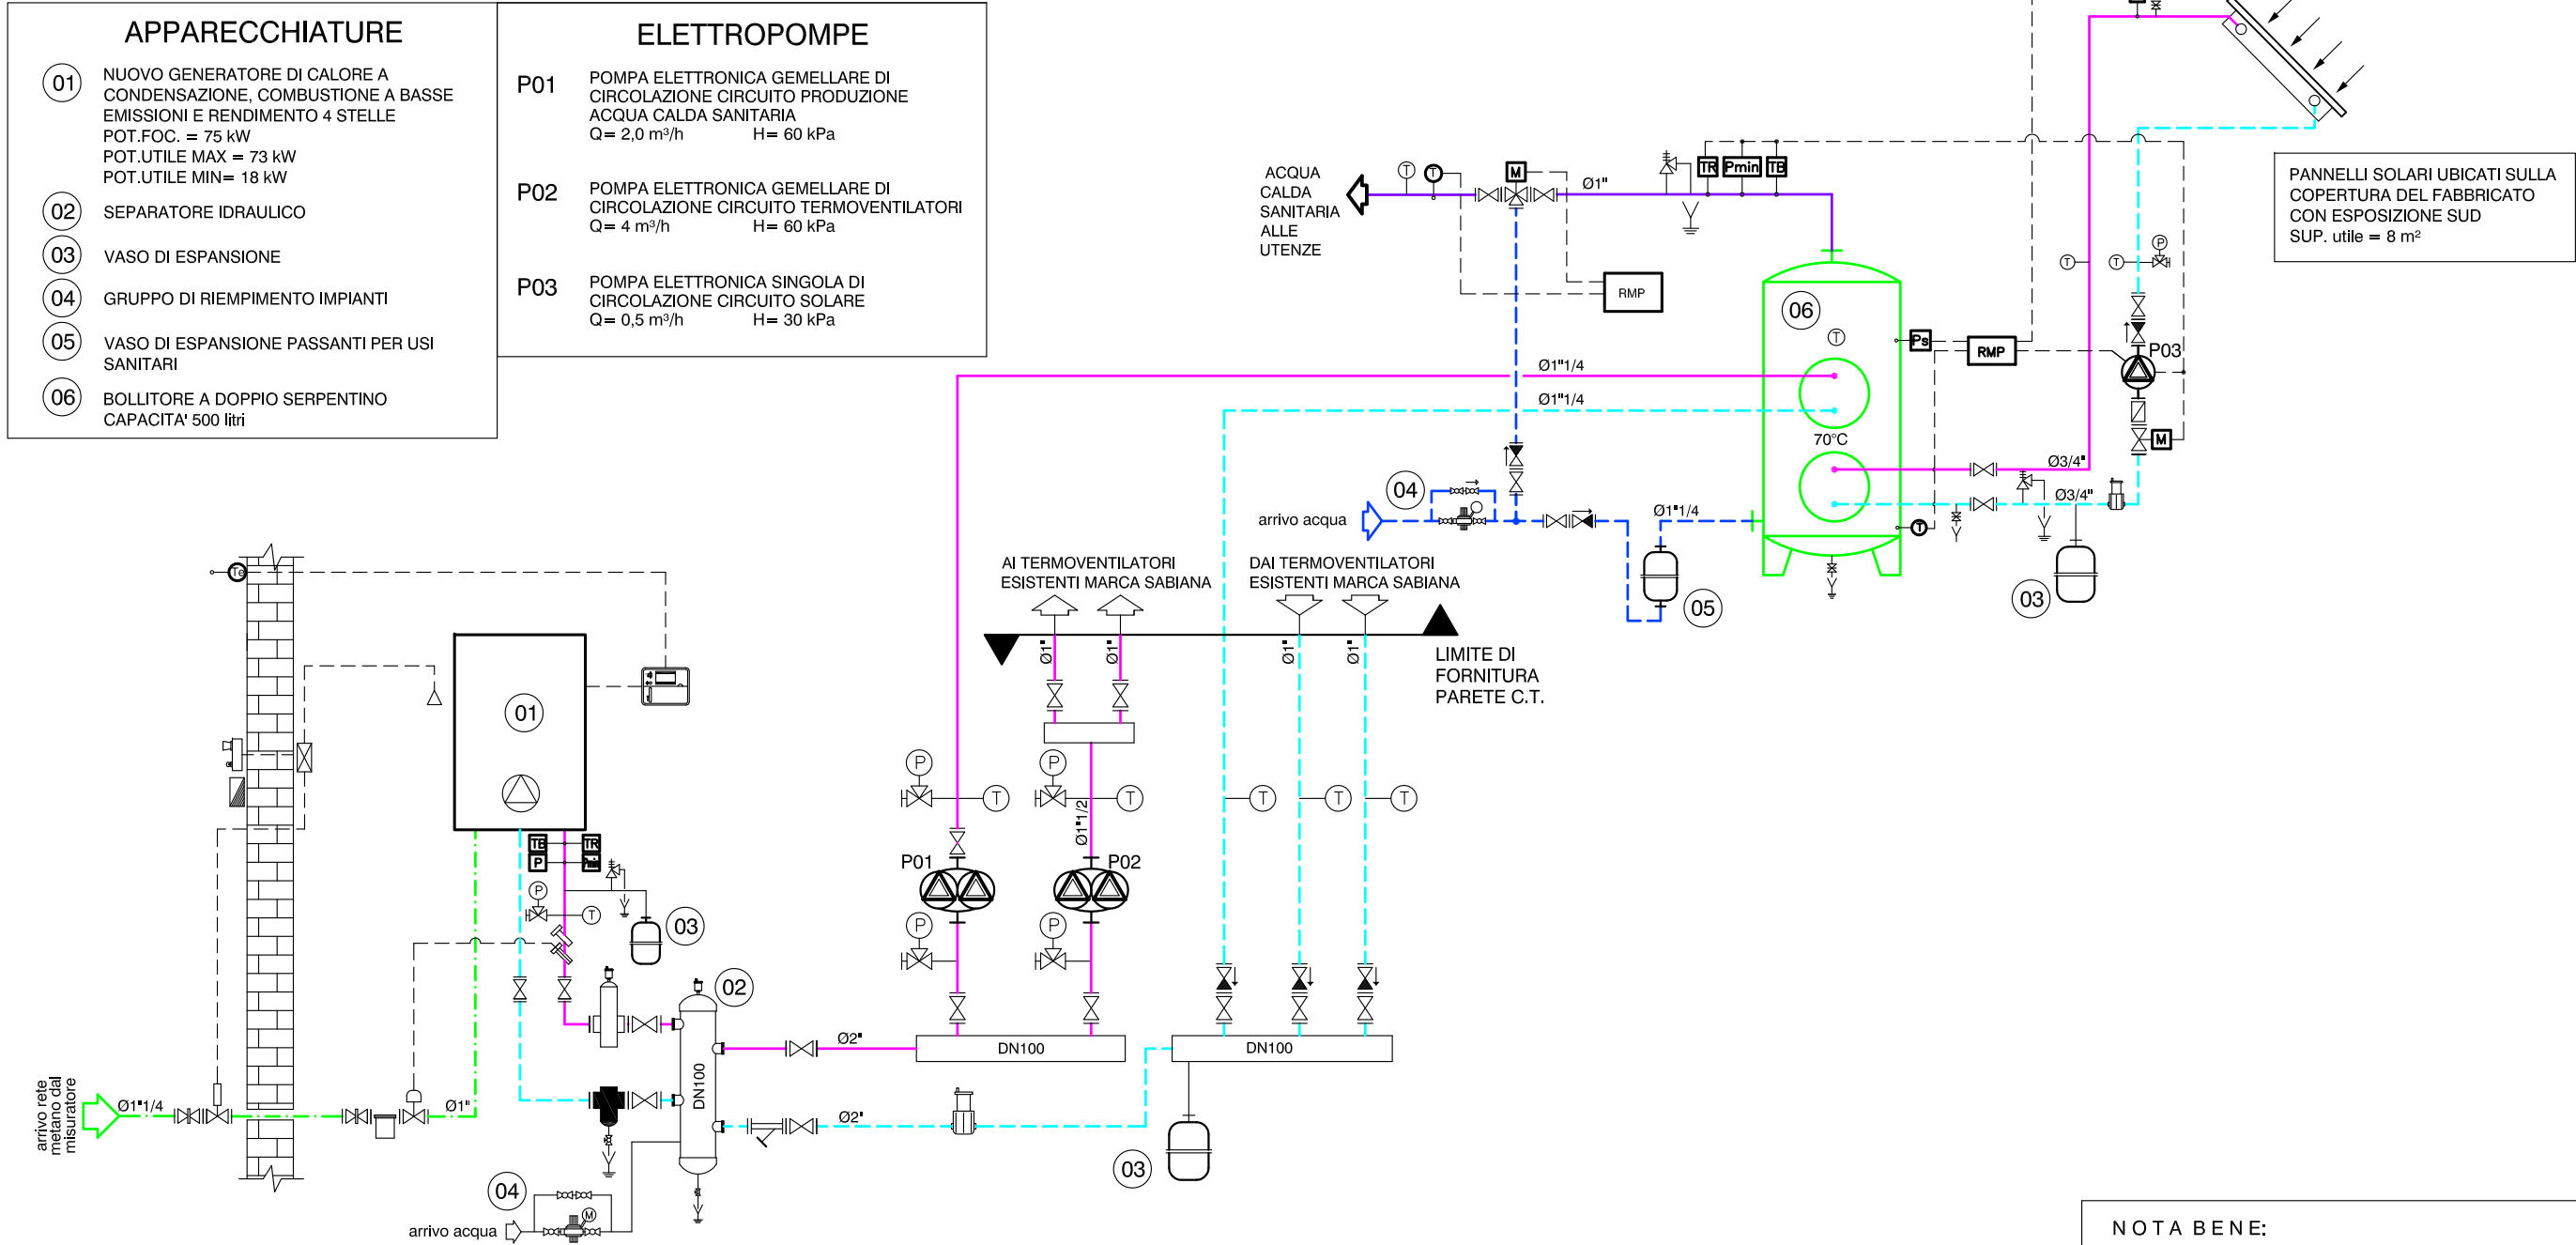 APPARECCHIATURE
01
NUOVO GENERATORE DI CALORE A
CONDENSAZIONE, COMBUSTIONE A BASSE
EMISSIONI E RENDIMENTO 4 STELLE
POT.FOC. = 75 kW
POT.UTILE MAX = 73 kW
POT.UTILE MIN= 18 kW
02
SEPARATORE IDRAULICO
03
VASO DI ESPANSIONE
04
GRUPPO DI RIEMPIMENTO IMPIANTI
05
VASO DI ESPANSIONE PASSANTI PER USI
SANITARI
06
BOLLITORE A DOPPIO SERPENTINO
CAPACITA' 500 litri
ELETTROPOMPE
P01
POMPA ELETTRONICA GEMELLARE DI
CIRCOLAZIONE CIRCUITO PRODUZIONE
ACQUA CALDA SANITARIA
Q= 2,0 m³/h H= 60 kPa
P02
POMPA ELETTRONICA GEMELLARE DI
CIRCOLAZIONE CIRCUITO TERMOVENTILATORI
Q= 4 m³/h H= 60 kPa
P03
POMPA ELETTRONICA SINGOLA DI
CIRCOLAZIONE CIRCUITO SOLARE
Q= 0,5 m³/h H= 30 kPa
ACQUA
CALDA
SANITARIA
ALLE
UTENZE
T
T
M
Ø1"
TR
Pmin
TB
RMP
PANNELLI SOLARI UBICATI SULLA
COPERTURA DEL FABBRICATO
CON ESPOSIZIONE SUD
SUP. utile = 8 m²
T
T
P
06
T
Ps
RMP
P03
M
Ø1"1/4
Ø1"1/4
70°C
Ø3/4"
Ø3/4"
T
03
04
arrivo acqua
Ø1"1/4
05
AI TERMOVENTILATORI
ESISTENTI MARCA SABIANA
DAI TERMOVENTILATORI
ESISTENTI MARCA SABIANA
Ø1"
Ø1"
Ø1"
Ø1"
LIMITE DI
FORNITURA
PARETE C.T.
Te
01
TB
TR
P
Pmin
P
T
03
P
T
P
T
Ø1"1/2
T
T
T
P01
P02
P
P
02
DN100
Ø2"
DN100
DN100
Ø2"
03
arrivo rete
metano dal
misuratore
Ø1"1/4
Ø1"
04
M
arrivo acqua
NOTA BENE: